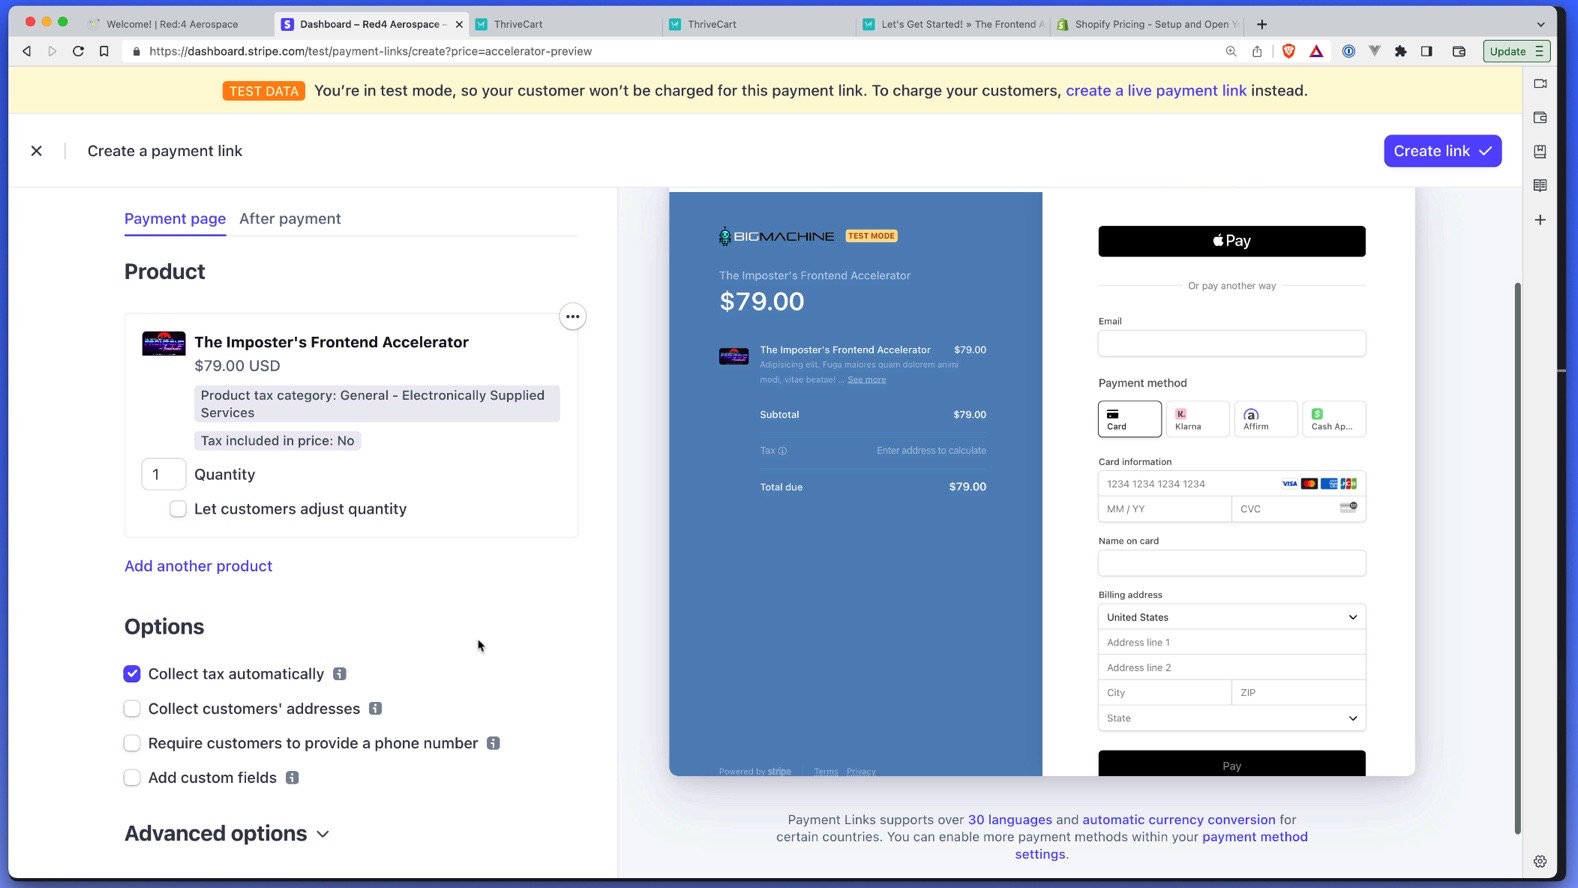 Welcome! | Red:4 Aerospace
Dashboard – Red4 Aerospace –
ThriveCart
ThriveCart
Let's Get Started! » The Frontend A
Shopify Pricing - Setup and Open Y
https://dashboard.stripe.com/test/payment-links/create?price=accelerator-preview
Update
TEST DATA
You're in test mode, so your customer won't be charged for this payment link. To charge your customers, create a live payment link instead.
Create a payment link
Create link
Payment page
After payment
Product
The Imposter's Frontend Accelerator
$79.00 USD
Product tax category: General - Electronically Supplied
Services
Tax included in price: No
1
Quantity
Let customers adjust quantity
Add another product
Options
Collect tax automatically
Collect customers' addresses
Require customers to provide a phone number
Add custom fields
Advanced options
BIGMACHINE
TEST MODE
The Imposter's Frontend Accelerator
$79.00
The Imposter's Frontend Accelerator $79.00
Adipisicing elit. Fuga maiores quam dolorem animi
modi, vitae beatae! ... See more
Subtotal $79.00
Tax Enter address to calculate
Total due $79.00
Powered by stripe Terms Privacy
Pay
Or pay another way
Email
Payment method
Card
Klarna
Affirm
Cash Ap...
Card information
1234 1234 1234 1234
VISA
MM / YY
CVC
Name on card
Billing address
United States
Address line 1
Address line 2
City
ZIP
State
Pay
Payment Links supports over 30 languages and automatic currency conversion for
certain countries. You can enable more payment methods within your payment method
settings.